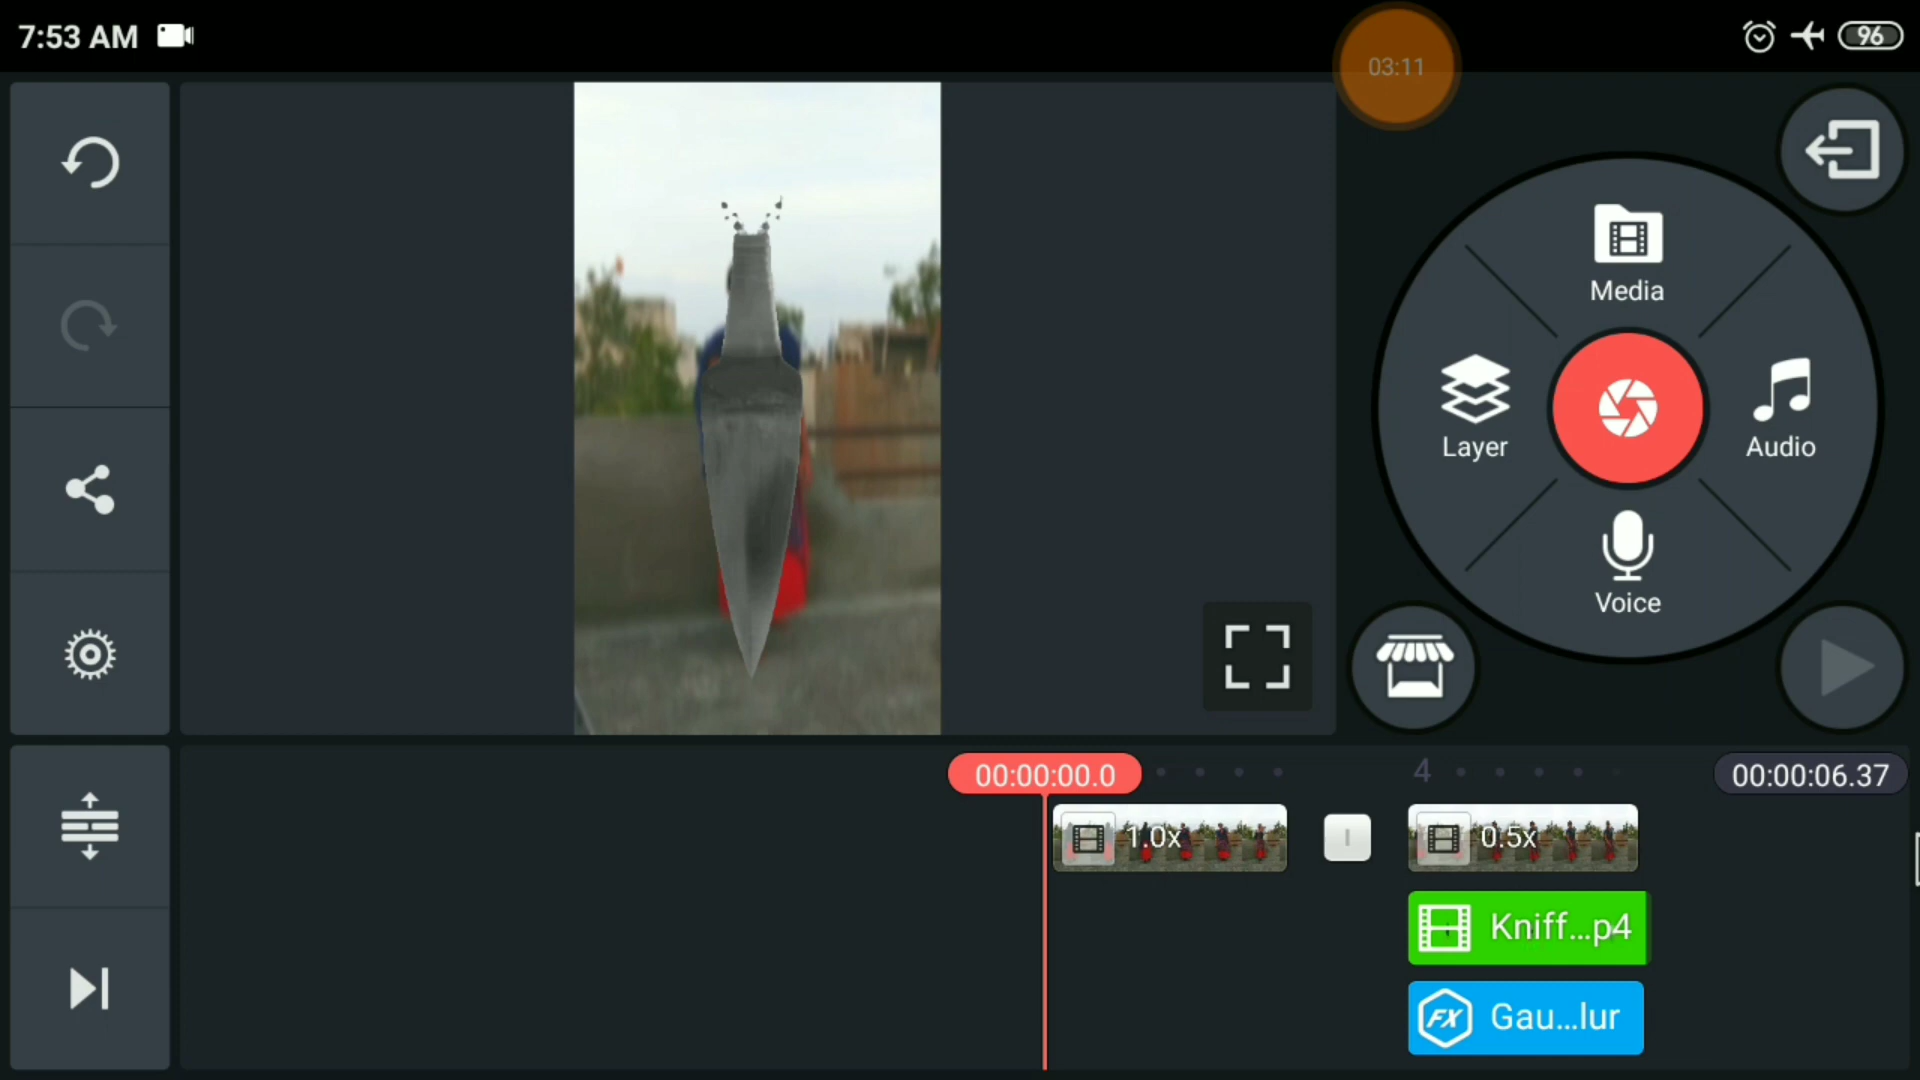 7:53 AM
96
03:11
Media
Layer
Audio
Voice
00:00:00.0
4
00:00:06.37
1.0x
0.5x
Kniff...p4
FX
Gau...lur